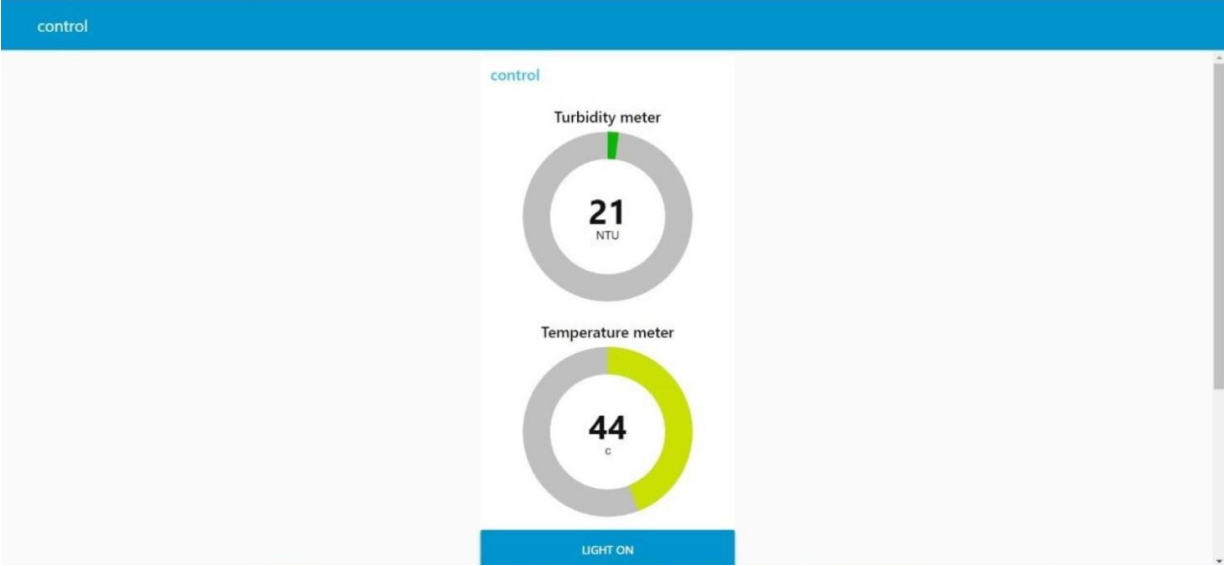 control
control
Turbidity meter
21
NTU
Temperature meter
44
c
LIGHT ON